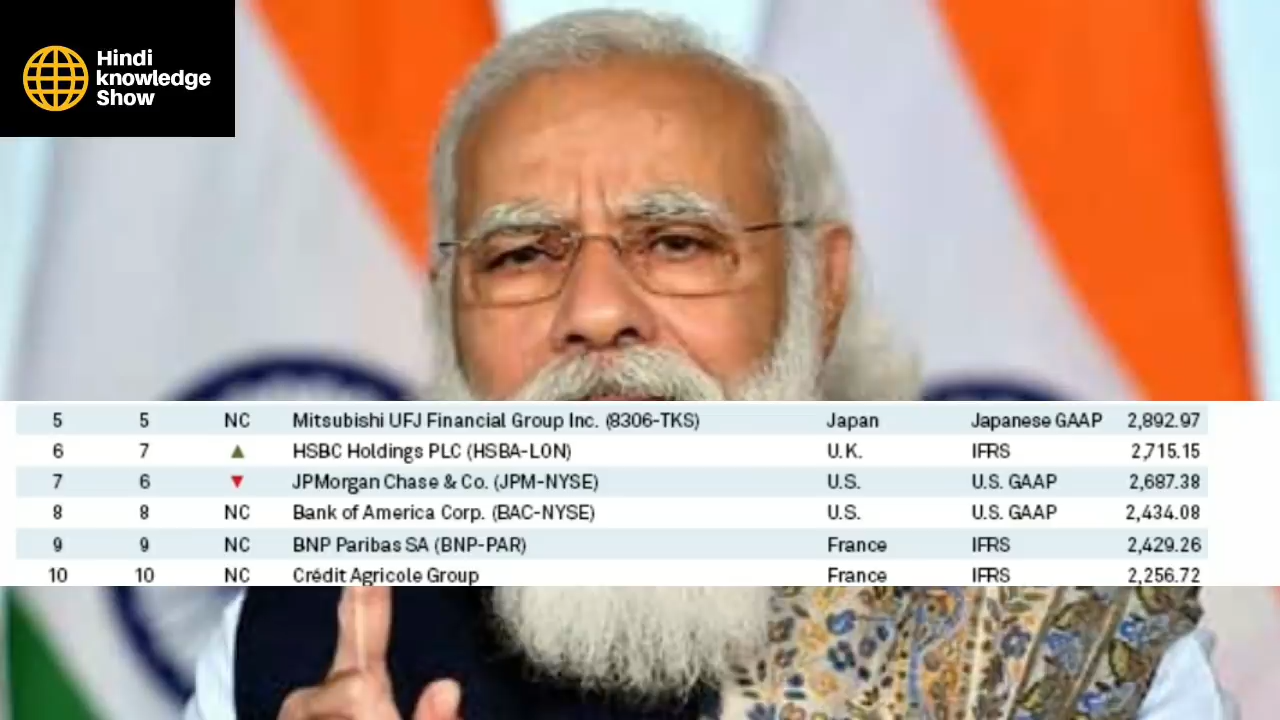 Hindi
knowledge
Show
5 5 NC Mitsubishi UFJ Financial Group Inc. (8306-TKS) Japan Japanese GAAP 2,892.97
6 7 ▲ HSBC Holdings PLC (HSBA-LON) U.K. IFRS 2,715.15
7 6 ▼ JPMorgan Chase & Co. (JPM-NYSE) U.S. U.S. GAAP 2,687.38
8 8 NC Bank of America Corp. (BAC-NYSE) U.S. U.S. GAAP 2,434.08
9 9 NC BNP Paribas SA (BNP-PAR) France IFRS 2,429.26
10 10 NC Crédit Agricole Group France IFRS 2,256.72